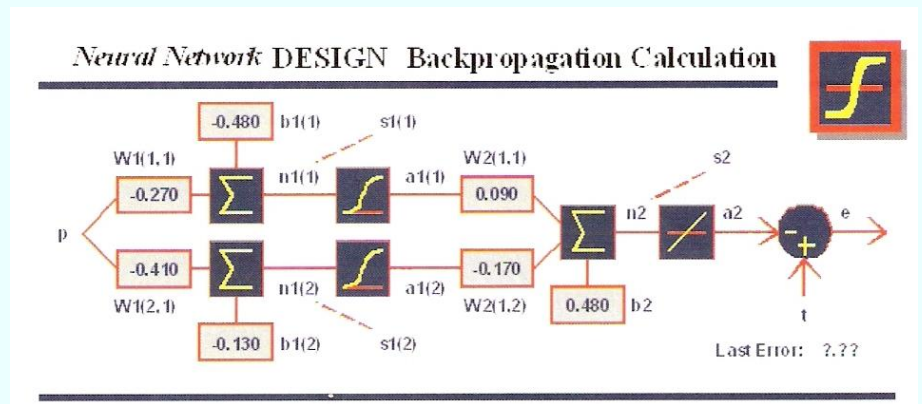 Neural Network DESIGN Backpropagation Calculation
-0.480 b1(1) s1(1)
W1(1,1) n1(1) a1(1) W2(1,1) s2
-0.270 0.090
p n2 a2 e
-0.410 -0.170
W1(2,1) n1(2) a1(2) W2(1,2) 0.480 b2 t
-0.130 b1(2) s1(2)
Last Error: ?.??